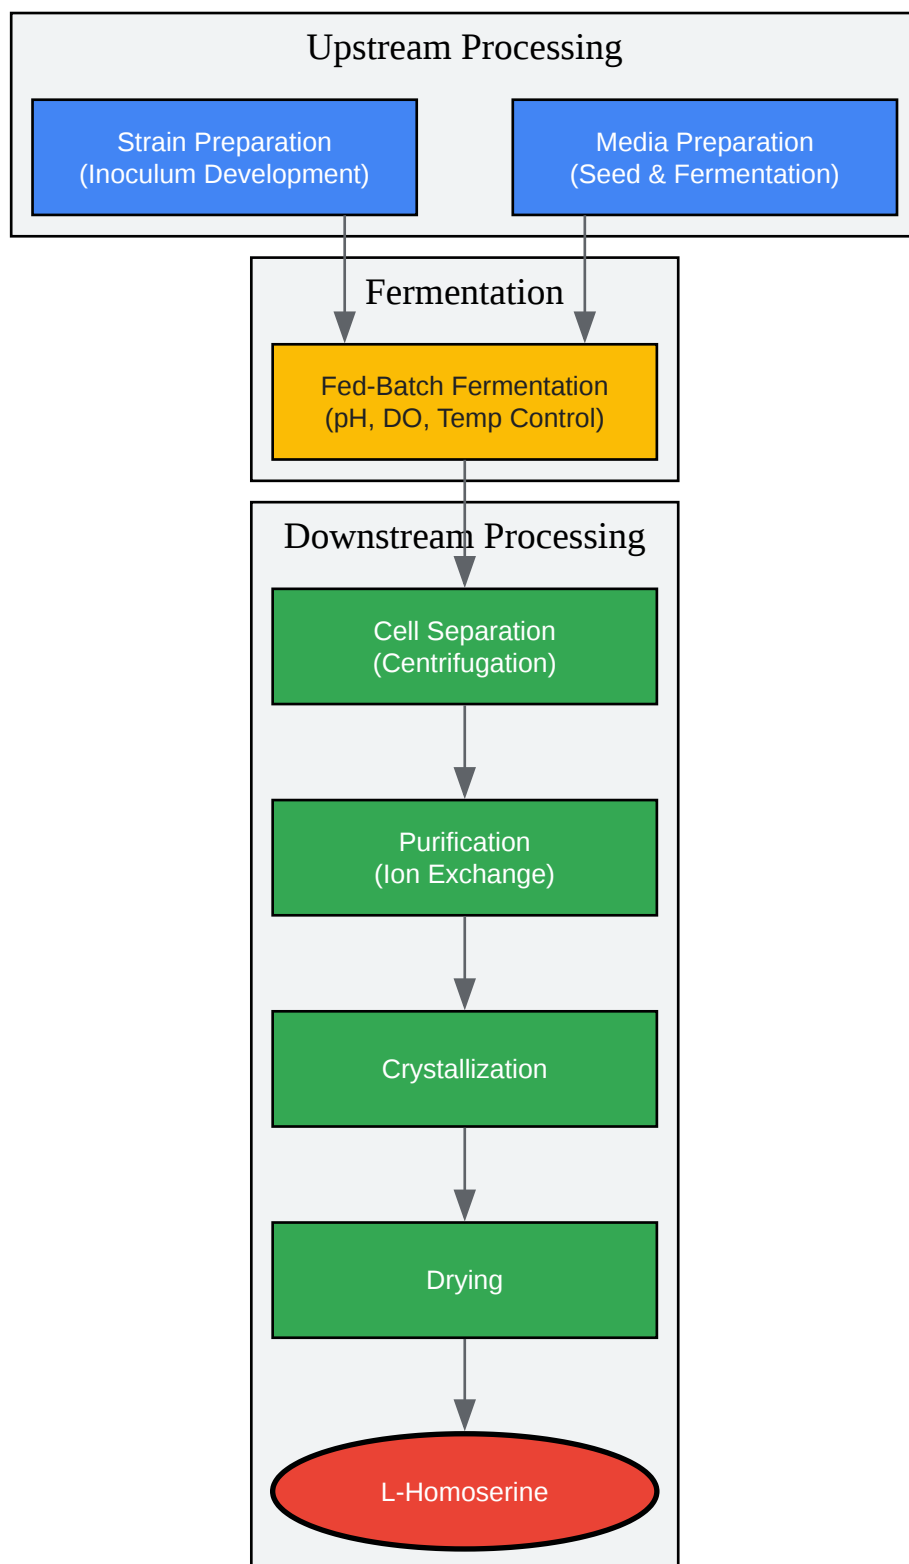 Upstream Processing
Strain Preparation
(Inoculum Development)
Media Preparation
(Seed & Fermentation)
Fermentation
Fed-Batch Fermentation
(pH, DO, Temp Control)
Downstream Processing
Cell Separation
(Centrifugation)
Purification
(Ion Exchange)
Crystallization
Drying
L-Homoserine